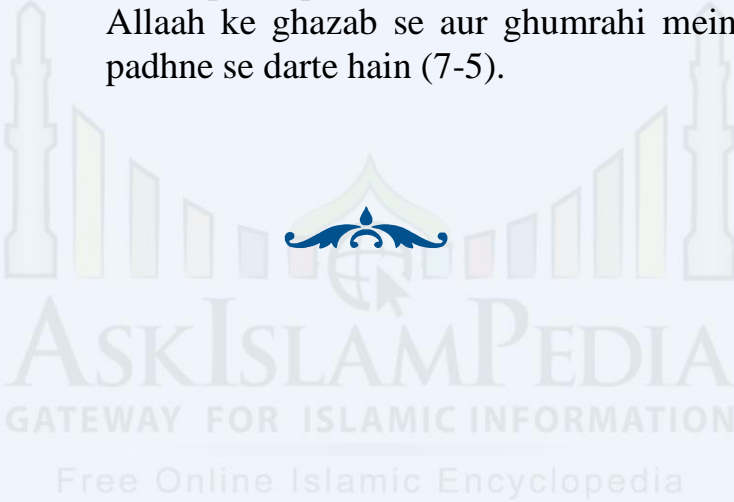 Allaah ke ghazab se aur ghumrahi mein
padhne se darte hain (7-5).
ASKISLAMPEDIA
GATEWAY FOR ISLAMIC INFORMATION
Free Online Islamic Encyclopedia